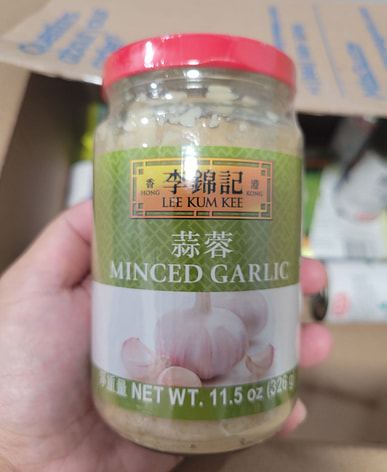 香 李錦記 港
HONG LEE KUM KEE KONG
蒜蓉
MINCED GARLIC
淨重量 NET WT. 11.5 oz (326 g)